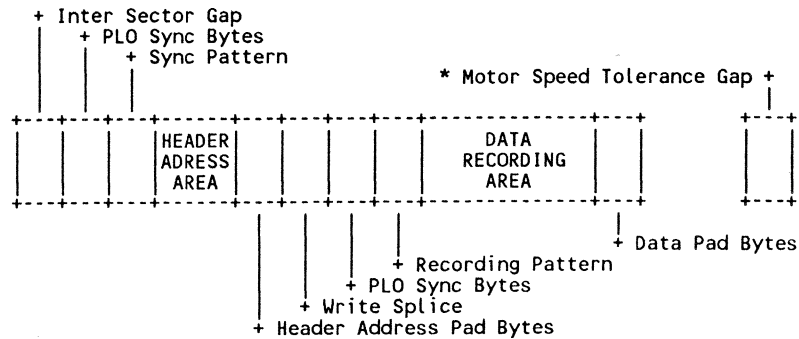 + Inter Sector Gap
+ PLO Sync Bytes
+ Sync Pattern
* Motor Speed Tolerance Gap +
HEADER
ADRESS
AREA
DATA
RECORDING
AREA
+ Data Pad Bytes
+ Recording Pattern
+ PLO Sync Bytes
+ Write Splice
+ Header Address Pad Bytes